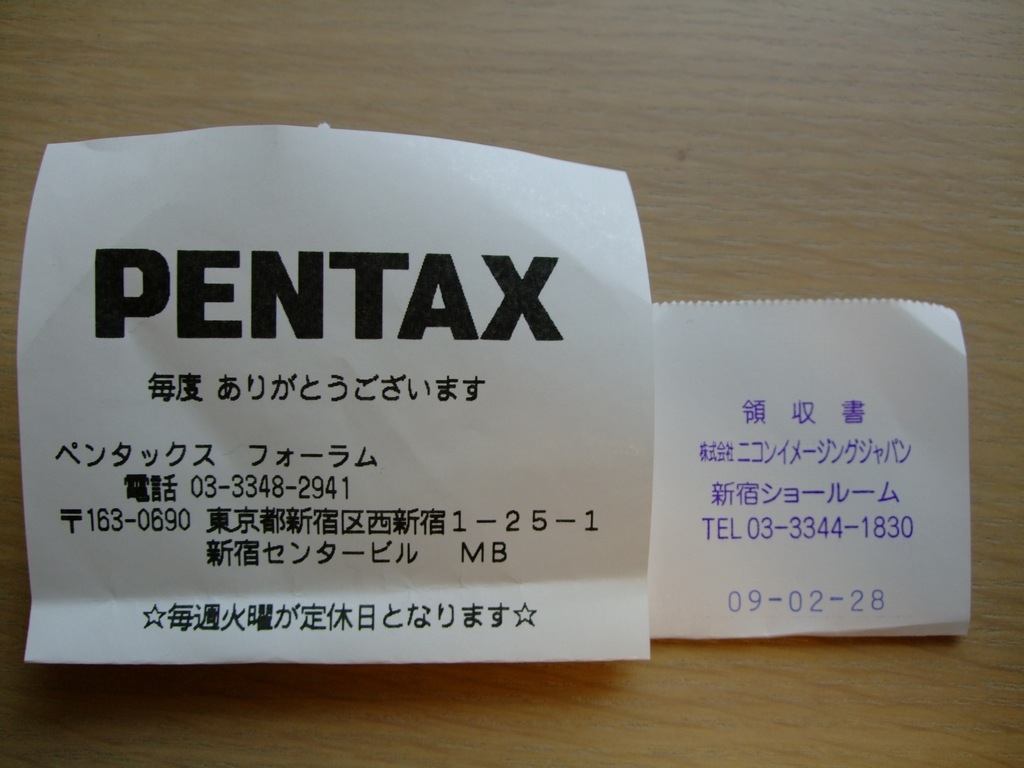 PENTAX
毎度 ありがとうございます
ペンタックス フォーラム
電話 03-3348-2941
〒163-0690 東京都新宿区西新宿1-25-1
新宿センタービル MB
☆毎週火曜が定休日となります☆
領収書
株式会社ニコンイメージングジャパン
新宿ショールーム
TEL 03-3344-1830
09-02-28